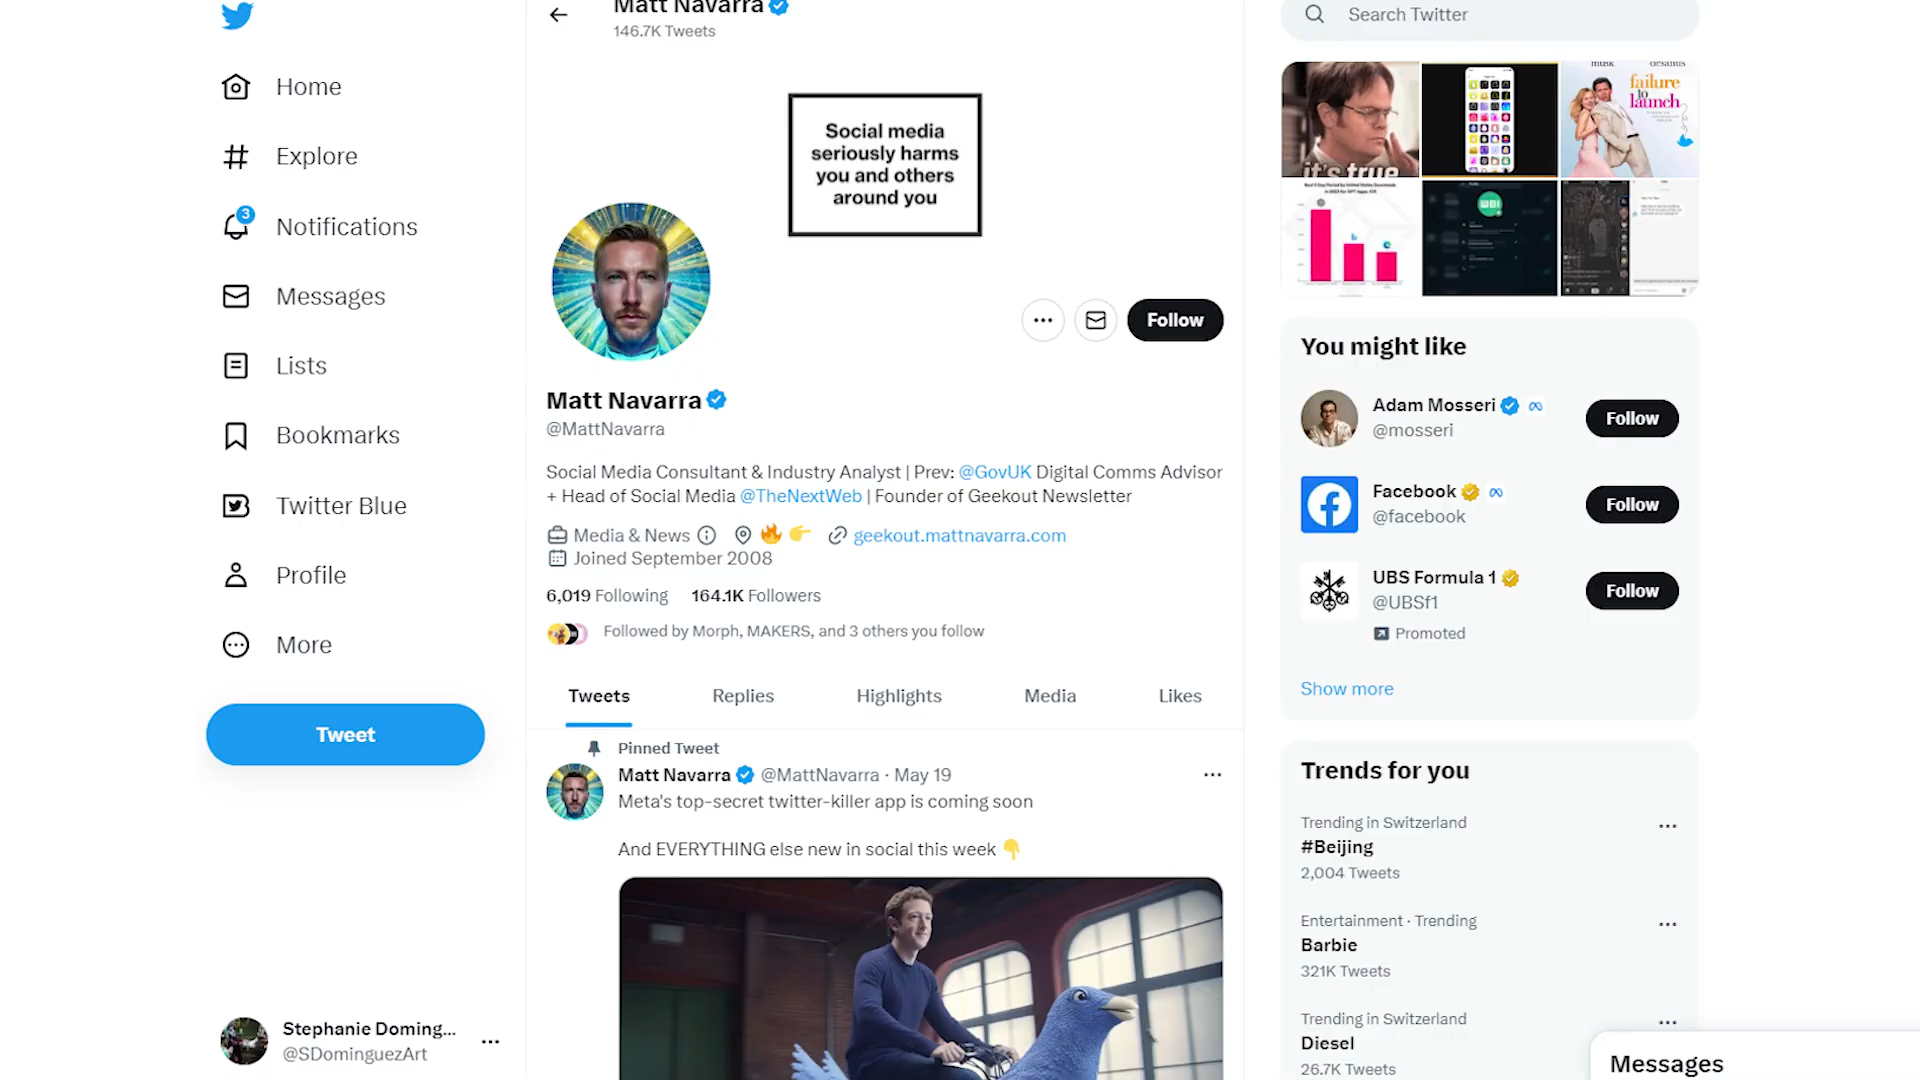 Home
Explore
3
Notifications
Messages
Lists
Bookmarks
Twitter Blue
Profile
More
Tweet
Stephanie Doming...
@SDominguezArt
Matt Navarra
146.7K Tweets
Social media
seriously harms
you and others
around you
Follow
Matt Navarra
@MattNavarra
Social Media Consultant & Industry Analyst | Prev: @GovUK Digital Comms Advisor
+ Head of Social Media @TheNextWeb | Founder of Geekout Newsletter
Media & News 🔥 👉 geekout.mattnavarra.com
Joined September 2008
6,019 Following 164.1K Followers
Followed by Morph, MAKERS, and 3 others you follow
Tweets Replies Highlights Media Likes
Pinned Tweet
Matt Navarra @MattNavarra · May 19
Meta's top-secret twitter-killer app is coming soon
And EVERYTHING else new in social this week 👇
Search Twitter
it's true
musk desantis
failure
to
launch
WBI
You might like
Adam Mosseri
@mosseri
Follow
Facebook
@facebook
Follow
UBS Formula 1
@UBSf1
Follow
Promoted
Show more
Trends for you
Trending in Switzerland
#Beijing
2,004 Tweets
Entertainment · Trending
Barbie
321K Tweets
Trending in Switzerland
Diesel
26.7K Tweets
Messages